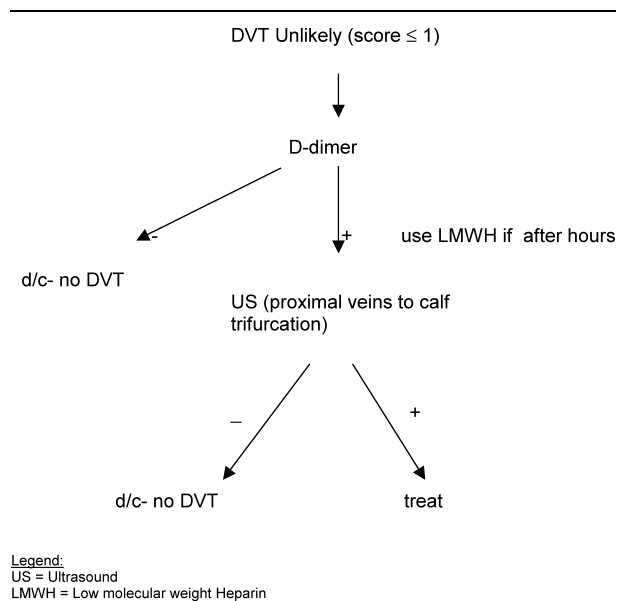 DVT Unlikely (score ≤ 1)
D-dimer
-
+
use LMWH if after hours
d/c- no DVT
US (proximal veins to calf
trifurcation)
–
+
d/c- no DVT
treat
Legend:
US = Ultrasound
LMWH = Low molecular weight Heparin